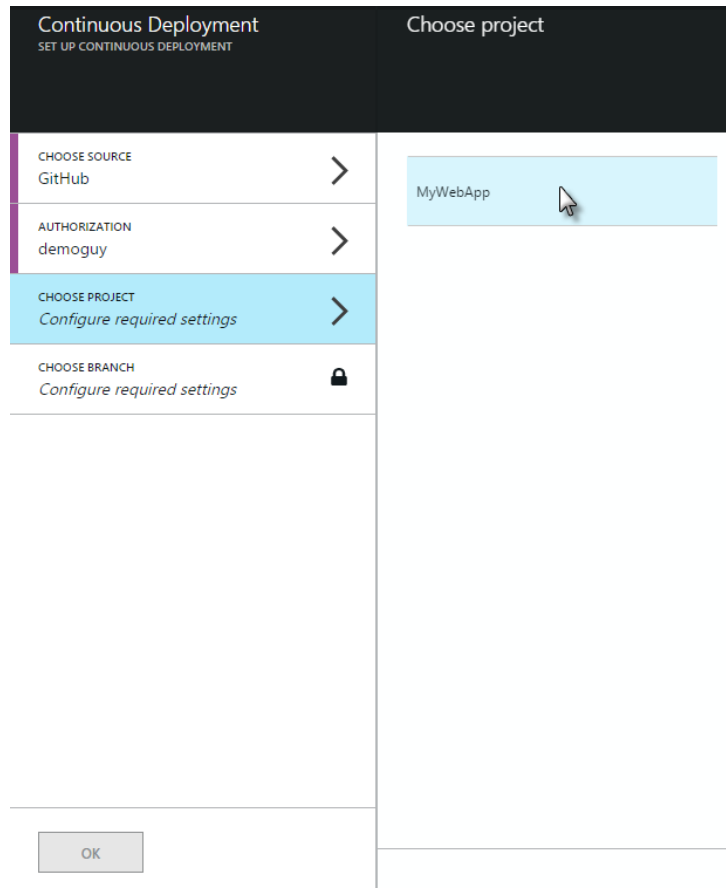 Continuous Deployment
SET UP CONTINUOUS DEPLOYMENT
CHOOSE SOURCE
GitHub
AUTHORIZATION
demoguy
CHOOSE PROJECT
Configure required settings
CHOOSE BRANCH
Configure required settings
OK
Choose project
MyWebApp